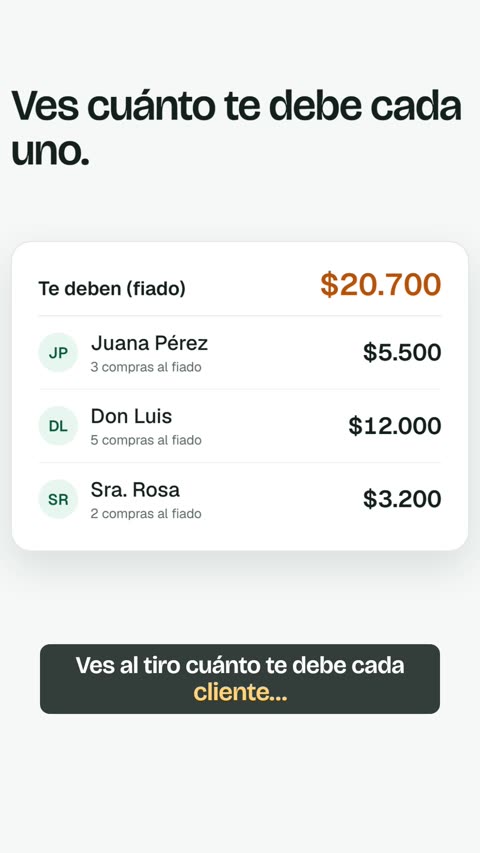 Ves cuánto te debe cada
uno.
Te deben (fiado) $20.700
JP Juana Pérez $5.500
3 compras al fiado
DL Don Luis $12.000
5 compras al fiado
SR Sra. Rosa $3.200
2 compras al fiado
Ves al tiro cuánto te debe cada
cliente...